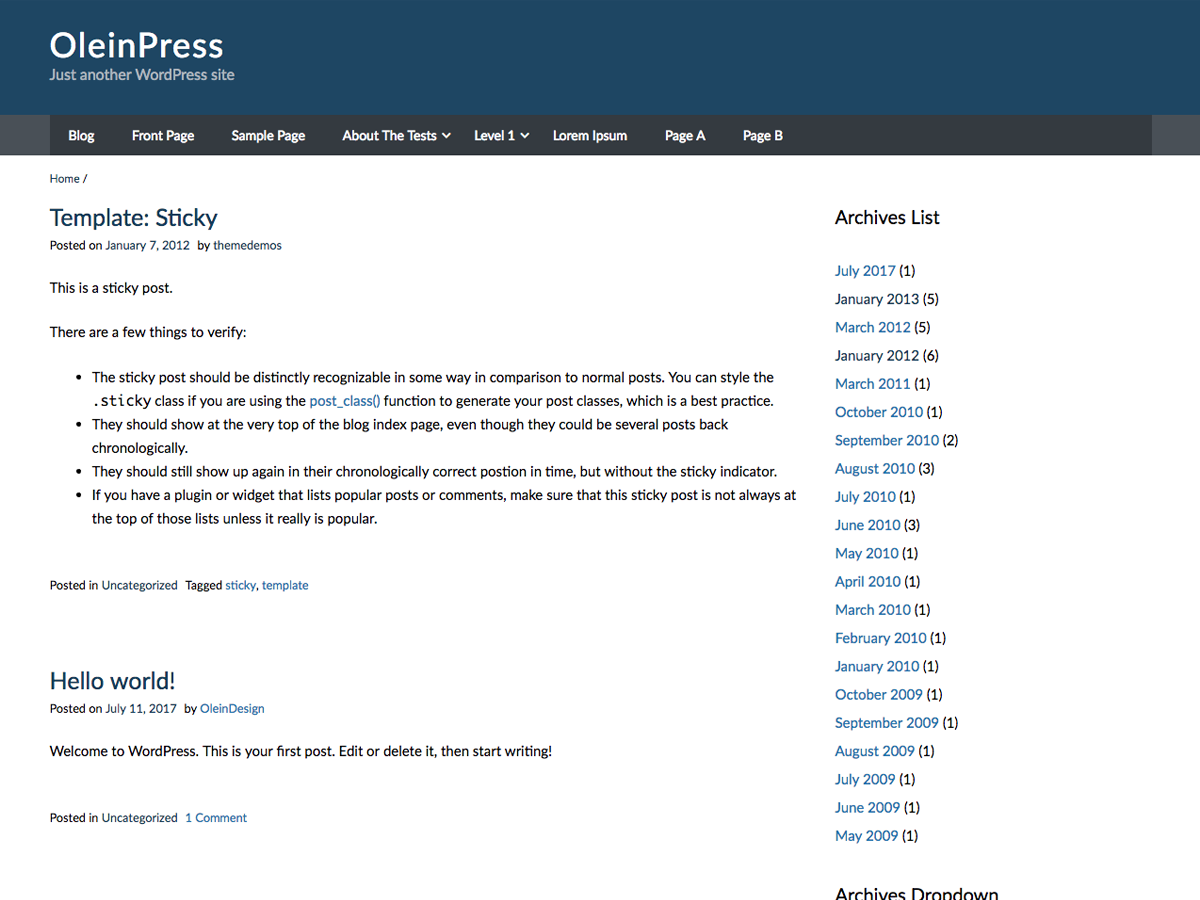 OleinPress
Just another WordPress site
Blog Front Page Sample Page About The Tests Level 1 Lorem Ipsum Page A Page B
Home /
Template: Sticky
Posted on January 7, 2012 by themedemos
This is a sticky post.
There are a few things to verify:
• The sticky post should be distinctly recognizable in some way in comparison to normal posts. You can style the
.sticky class if you are using the post_class() function to generate your post classes, which is a best practice.
• They should show at the very top of the blog index page, even though they could be several posts back
chronologically.
• They should still show up again in their chronologically correct postion in time, but without the sticky indicator.
• If you have a plugin or widget that lists popular posts or comments, make sure that this sticky post is not always at
the top of those lists unless it really is popular.
Posted in Uncategorized Tagged sticky, template
Hello world!
Posted on July 11, 2017 by OleinDesign
Welcome to WordPress. This is your first post. Edit or delete it, then start writing!
Posted in Uncategorized 1 Comment
Archives List
July 2017 (1)
January 2013 (5)
March 2012 (5)
January 2012 (6)
March 2011 (1)
October 2010 (1)
September 2010 (2)
August 2010 (3)
July 2010 (1)
June 2010 (3)
May 2010 (1)
April 2010 (1)
March 2010 (1)
February 2010 (1)
January 2010 (1)
October 2009 (1)
September 2009 (1)
August 2009 (1)
July 2009 (1)
June 2009 (1)
May 2009 (1)
Archives Dropdown